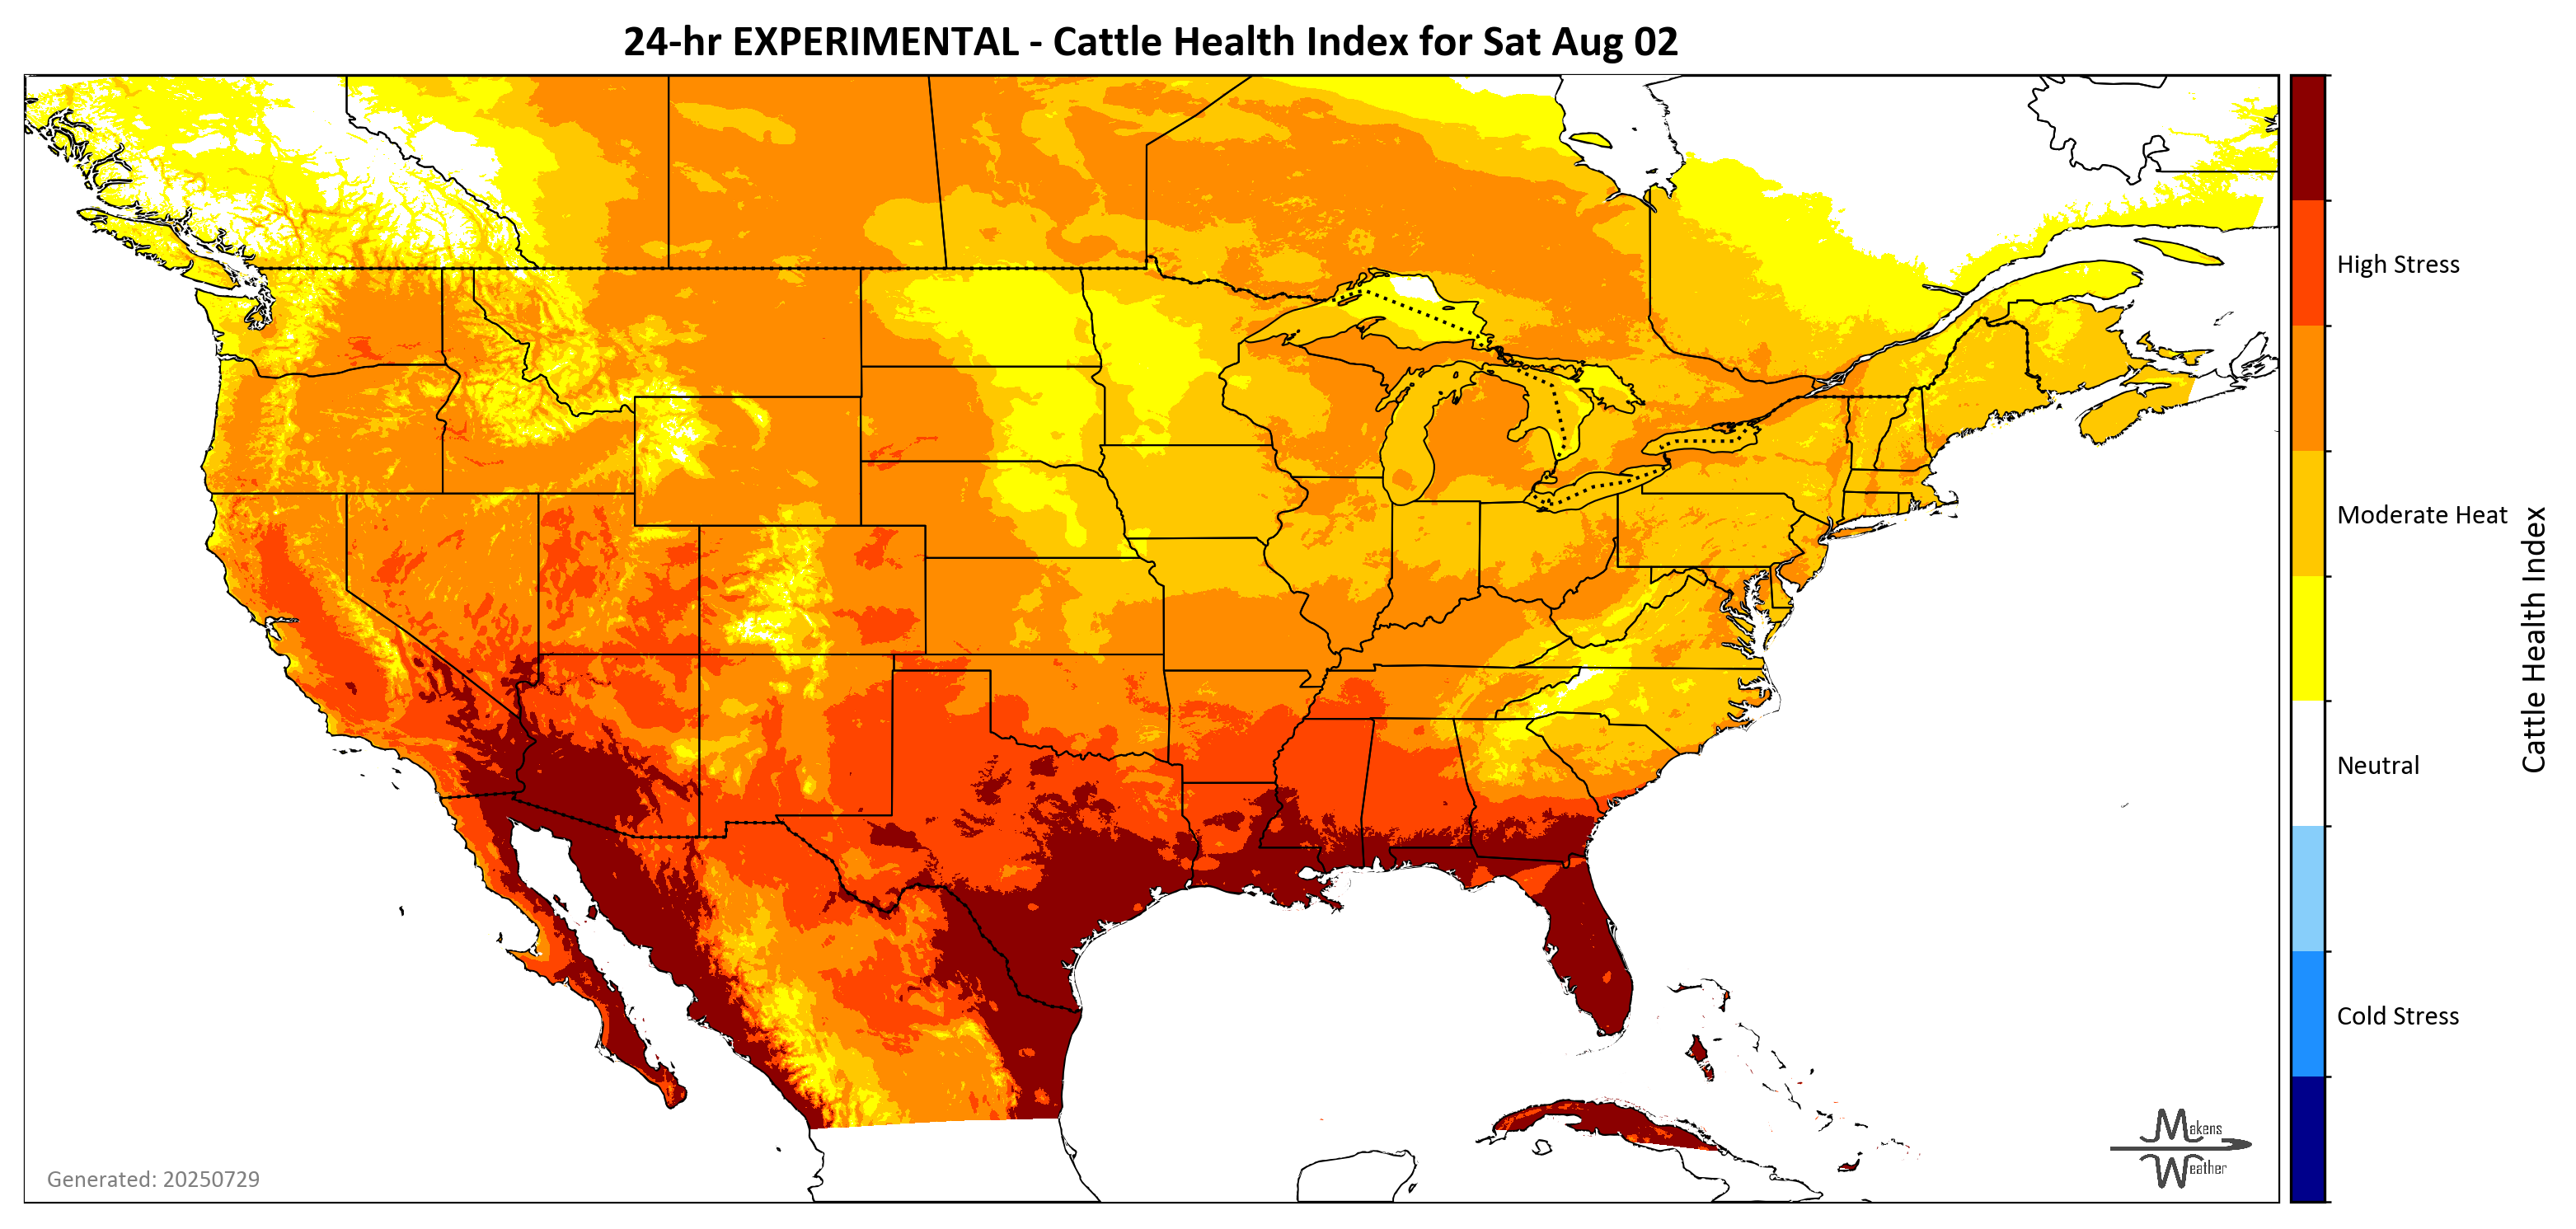 24-hr EXPERIMENTAL - Cattle Health Index for Sat Aug 02
High Stress
Moderate Heat
Neutral
Cold Stress
Cattle Health Index
Makens
Weather
Generated: 20250729